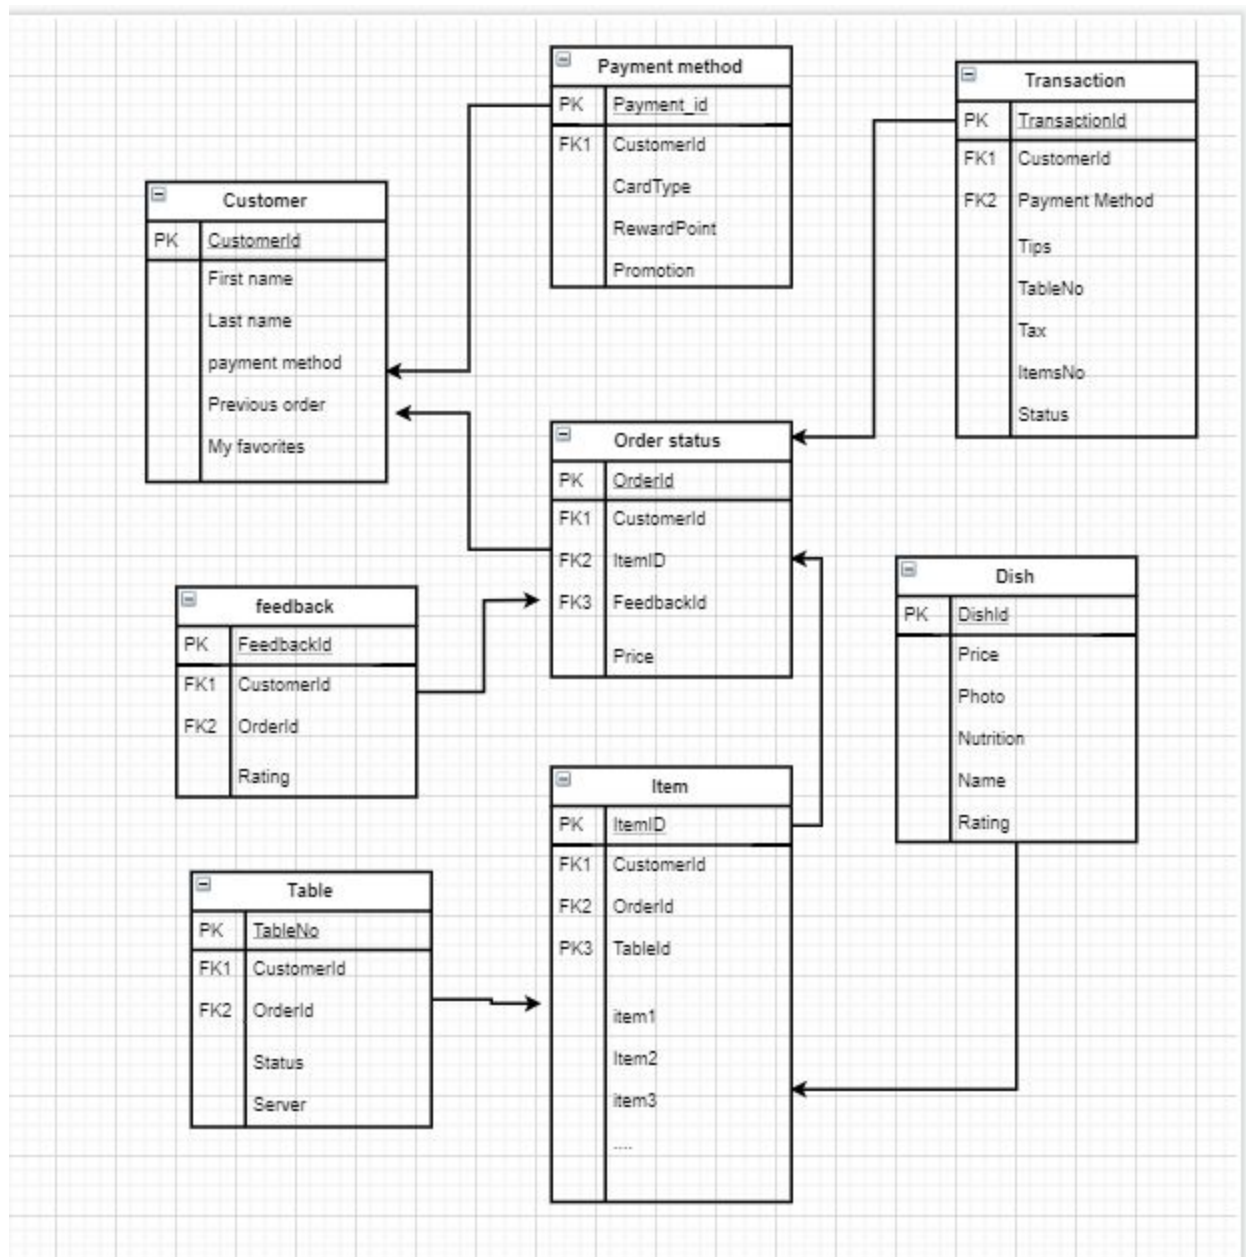 Payment method
PK Payment_id
FK1 CustomerId
CardType
RewardPoint
Promotion
Transaction
PK TransactionId
FK1 CustomerId
FK2 Payment Method
Tips
TableNo
Tax
ItemsNo
Status
Customer
PK CustomerId
First name
Last name
payment method
Previous order
My favorites
Order status
PK OrderId
FK1 CustomerId
FK2 ItemID
FK3 FeedbackId
Price
feedback
PK FeedbackId
FK1 CustomerId
FK2 OrderId
Rating
Dish
PK DishId
Price
Photo
Nutrition
Name
Rating
Item
PK ItemID
FK1 CustomerId
FK2 OrderId
PK3 TableId
item1
Item2
item3
....
Table
PK TableNo
FK1 CustomerId
FK2 OrderId
Status
Server